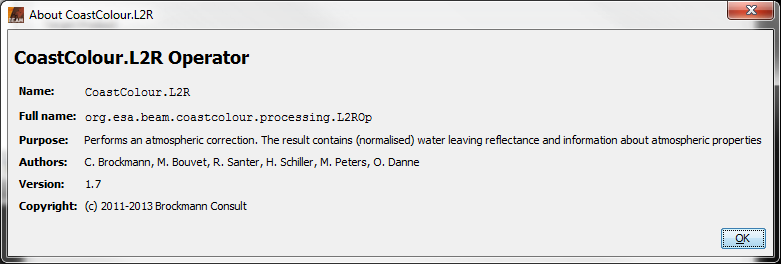 About CoastColour.L2R
CoastColour.L2R Operator
Name: CoastColour.L2R
Full name: org.esa.beam.coastcolour.processing.L2ROp
Purpose: Performs an atmospheric correction. The result contains (normalised) water leaving reflectance and information about atmospheric properties
Authors: C. Brockmann, M. Bouvet, R. Santer, H. Schiller, M. Peters, O. Danne
Version: 1.7
Copyright: (c) 2011-2013 Brockmann Consult
OK